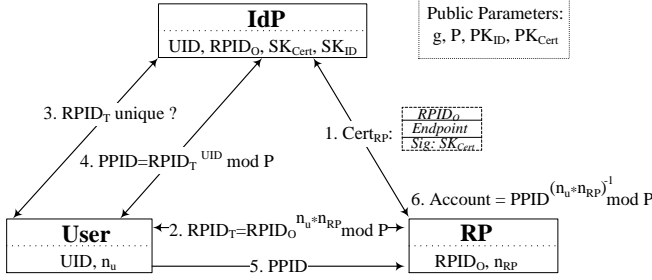 IdP
UID, RPID_O, SK_Cert, SK_ID
Public Parameters:
g, P, PK_ID, PK_Cert
3. RPID_T unique ?
1. Cert_RP:
RPID_O
Endpoint
Sig: SK_Cert
4. PPID=RPID_T^UID mod P
6. Account = PPID^(n_u*n_RP)^-1 mod P
User
UID, n_u
2. RPID_T=RPID_O^n_u*n_RP mod P
RP
RPID_O, n_RP
5. PPID